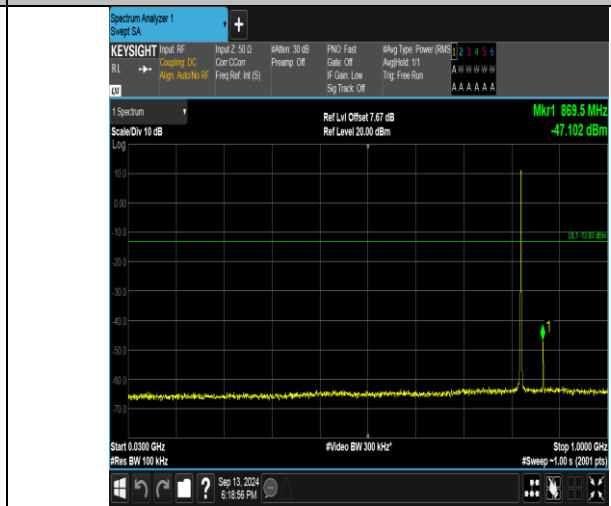 Spectrum Analyzer 1
Swept SA
+
KEYSIGHT Input: RF Input Z: 50 Ω #Atten: 30 dB PNO: Fast #Avg Type: Power (RMS 1 2 3 4 5 6
RL Coupling: DC Corr CCorr Preamp: Off Gate: Off Avg|Hold: 1/1 A W W W W W
Align: Auto/No RF Freq Ref: Int (S) IF Gain: Low Trig: Free Run
LXI Sig Track: Off A A A A A A
1 Spectrum Ref Lvl Offset 7.67 dB Mkr1 869.5 MHz
Scale/Div 10 dB Ref Level 20.00 dBm -47.102 dBm
Log
10.0
0.00
-10.0 DL1 -13.00 dBm
-20.0
-30.0
-40.0 1
-50.0
-60.0
-70.0
Start 0.0300 GHz #Video BW 300 kHz* Stop 1.0000 GHz
#Res BW 100 kHz #Sweep ~1.00 s (2001 pts)
? Sep 13, 2024
6:18:56 PM